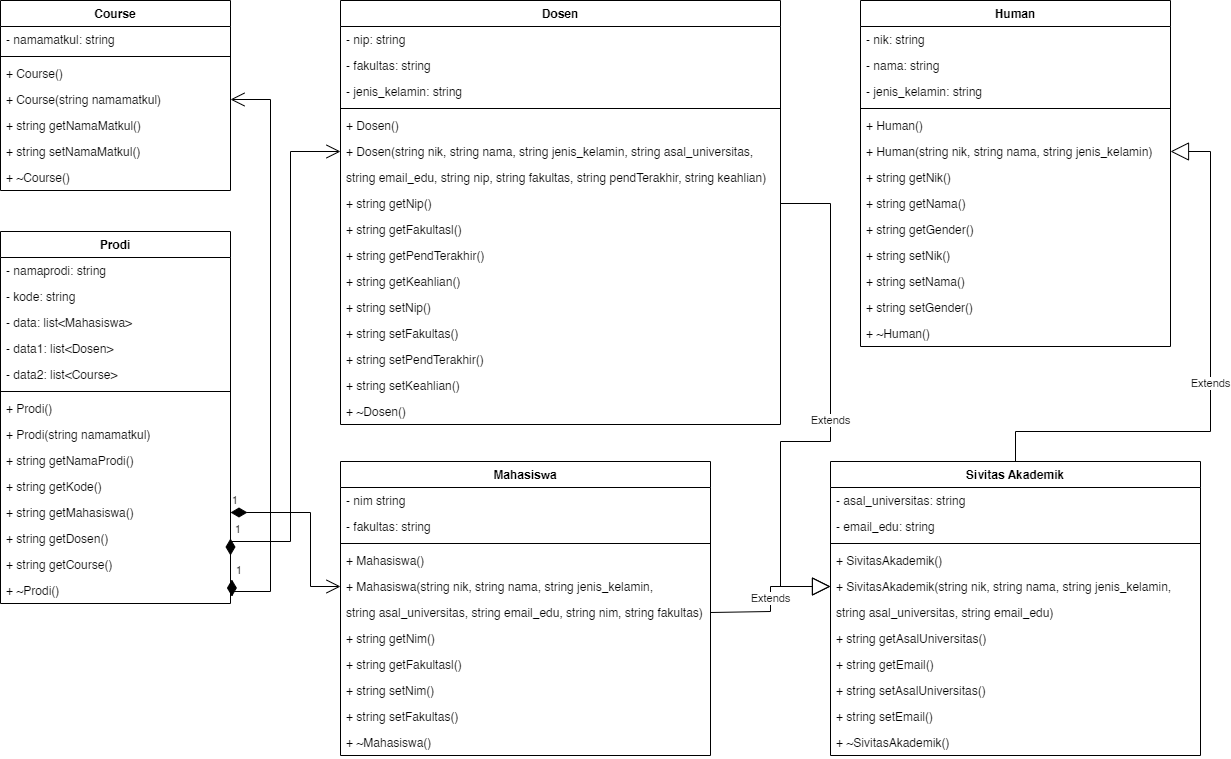 Course
- namamatkul: string
+ Course()
+ Course(string namamatkul)
+ string getNamaMatkul()
+ string setNamaMatkul()
+ ~Course()
Prodi
- namaprodi: string
- kode: string
- data: list<Mahasiswa>
- data1: list<Dosen>
- data2: list<Course>
+ Prodi()
+ Prodi(string namamatkul)
+ string getNamaProdi()
+ string getKode()
+ string getMahasiswa()
+ string getDosen()
+ string getCourse()
+ ~Prodi()
1
1
1
Dosen
- nip: string
- fakultas: string
- jenis_kelamin: string
+ Dosen()
+ Dosen(string nik, string nama, string jenis_kelamin, string asal_universitas,
string email_edu, string nip, string fakultas, string pendTerakhir, string keahlian)
+ string getNip()
+ string getFakultasl()
+ string getPendTerakhir()
+ string getKeahlian()
+ string setNip()
+ string setFakultas()
+ string setPendTerakhir()
+ string setKeahlian()
+ ~Dosen()
Extends
Mahasiswa
- nim string
- fakultas: string
+ Mahasiswa()
+ Mahasiswa(string nik, string nama, string jenis_kelamin,
string asal_universitas, string email_edu, string nim, string fakultas)
+ string getNim()
+ string getFakultasl()
+ string setNim()
+ string setFakultas()
+ ~Mahasiswa()
Extends
Human
- nik: string
- nama: string
- jenis_kelamin: string
+ Human()
+ Human(string nik, string nama, string jenis_kelamin)
+ string getNik()
+ string getNama()
+ string getGender()
+ string setNik()
+ string setNama()
+ string setGender()
+ ~Human()
Extends
Sivitas Akademik
- asal_universitas: string
- email_edu: string
+ SivitasAkademik()
+ SivitasAkademik(string nik, string nama, string jenis_kelamin,
string asal_universitas, string email_edu)
+ string getAsalUniversitas()
+ string getEmail()
+ string setAsalUniversitas()
+ string setEmail()
+ ~SivitasAkademik()